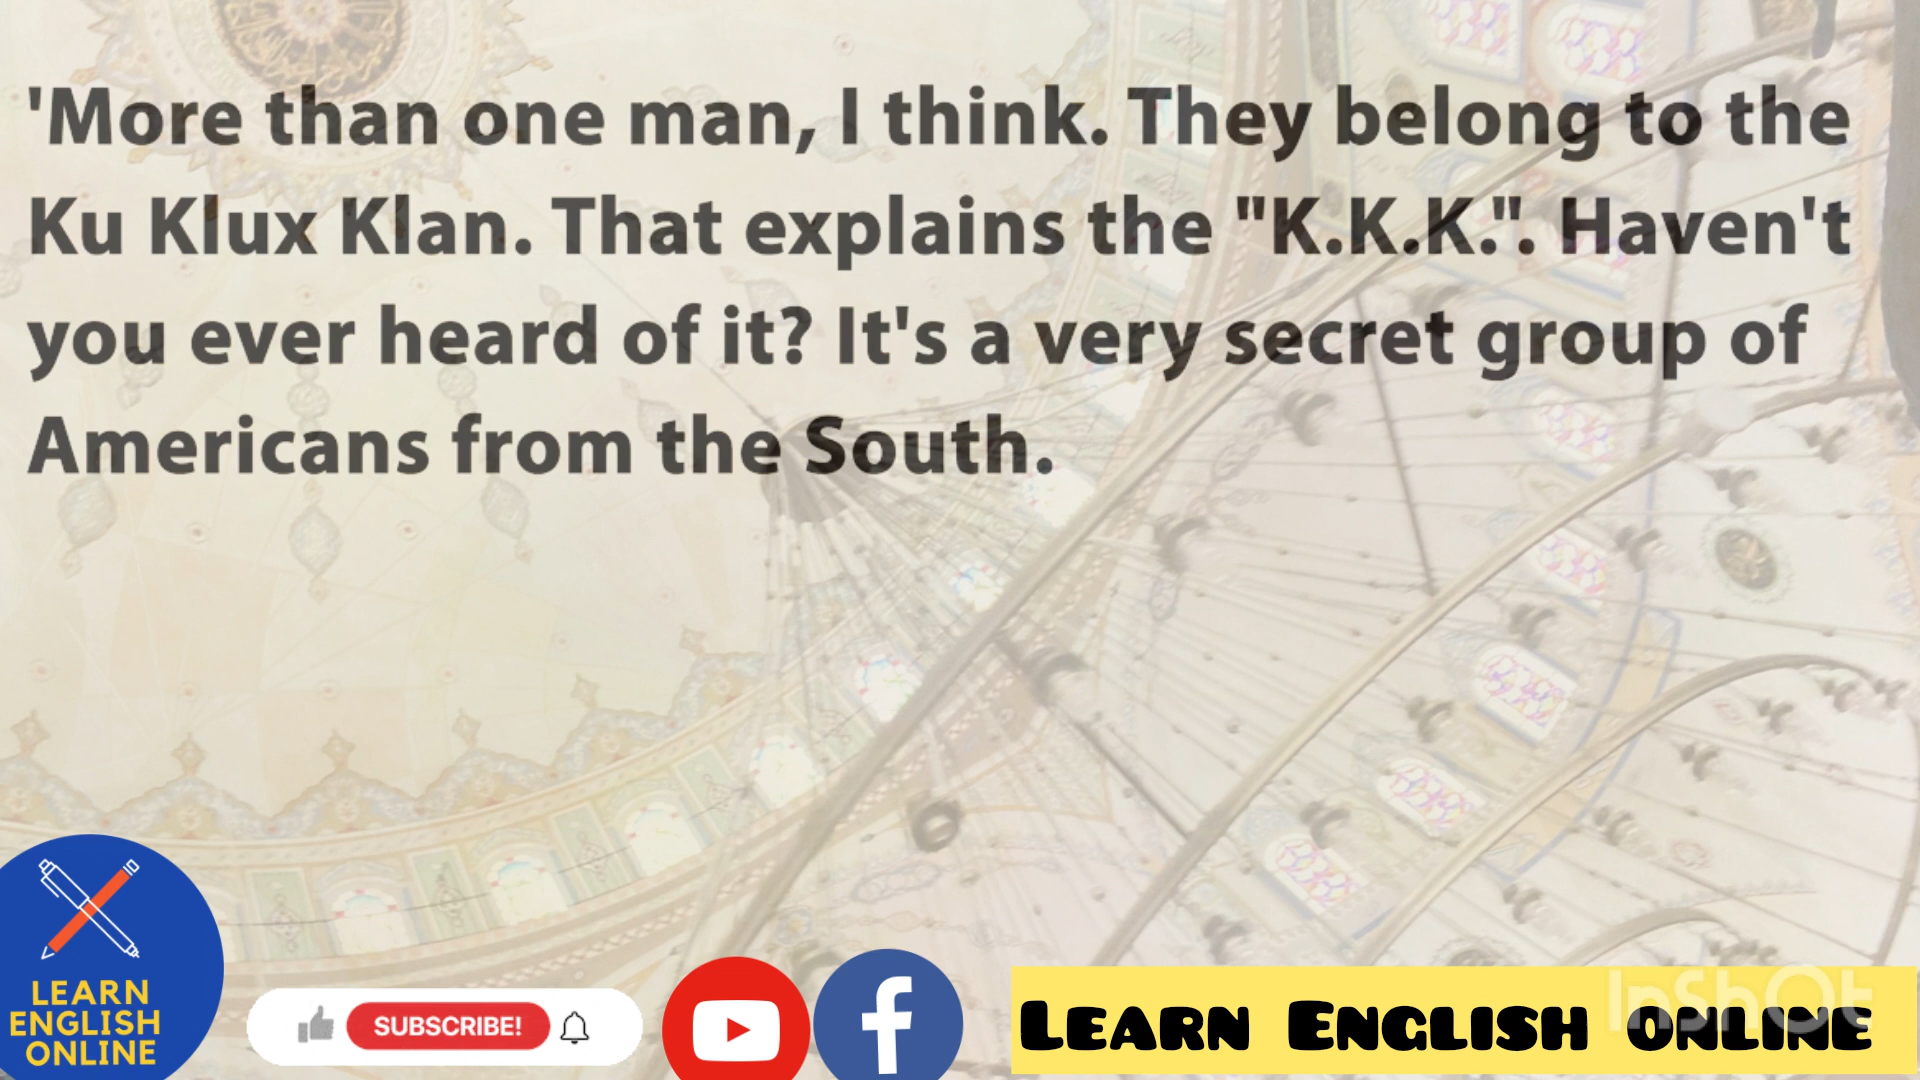 'More than one man, I think. They belong to the
Ku Klux Klan. That explains the "K.K.K.". Haven't
you ever heard of it? It's a very secret group of
Americans from the South.
LEARN
ENGLISH
ONLINE
SUBSCRIBE!
LEARN ENGLISH ONLINE
InShOt